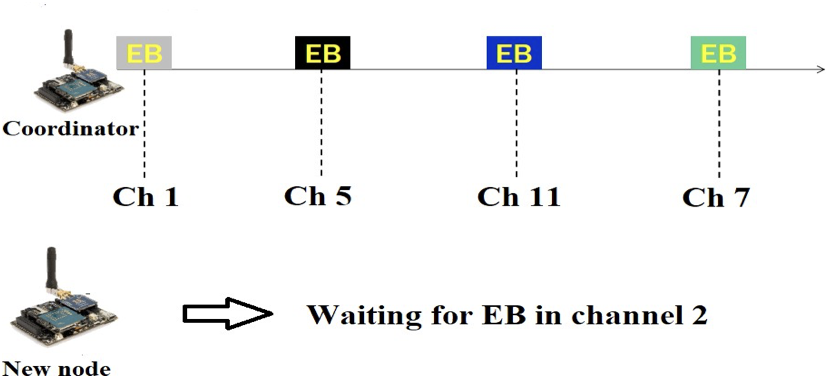 EB EB EB EB
Coordinator
Ch 1 Ch 5 Ch 11 Ch 7
Waiting for EB in channel 2
New node